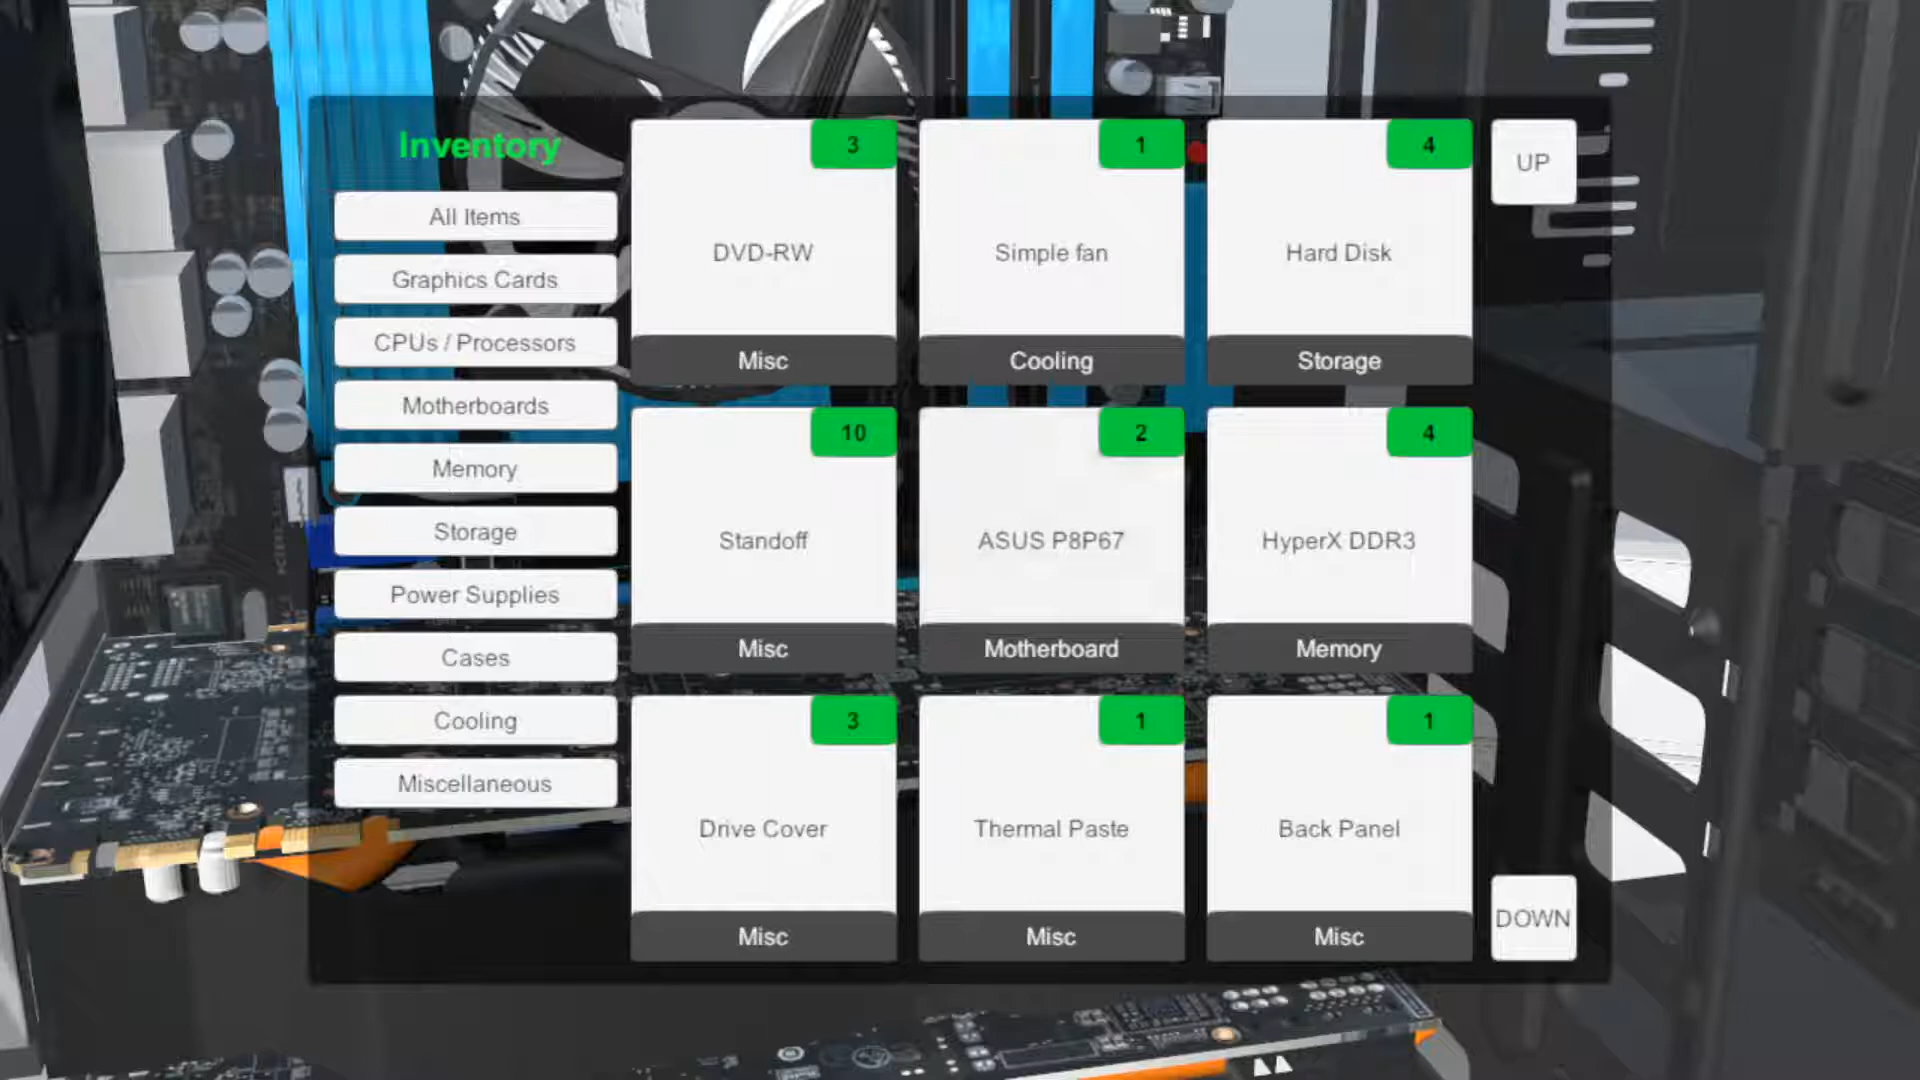 Inventory
All Items
Graphics Cards
CPUs / Processors
Motherboards
Memory
Storage
Power Supplies
Cases
Cooling
Miscellaneous
3
DVD-RW
Misc
1
Simple fan
Cooling
4
Hard Disk
Storage
10
Standoff
Misc
2
ASUS P8P67
Motherboard
4
HyperX DDR3
Memory
3
Drive Cover
Misc
1
Thermal Paste
Misc
1
Back Panel
Misc
UP
DOWN